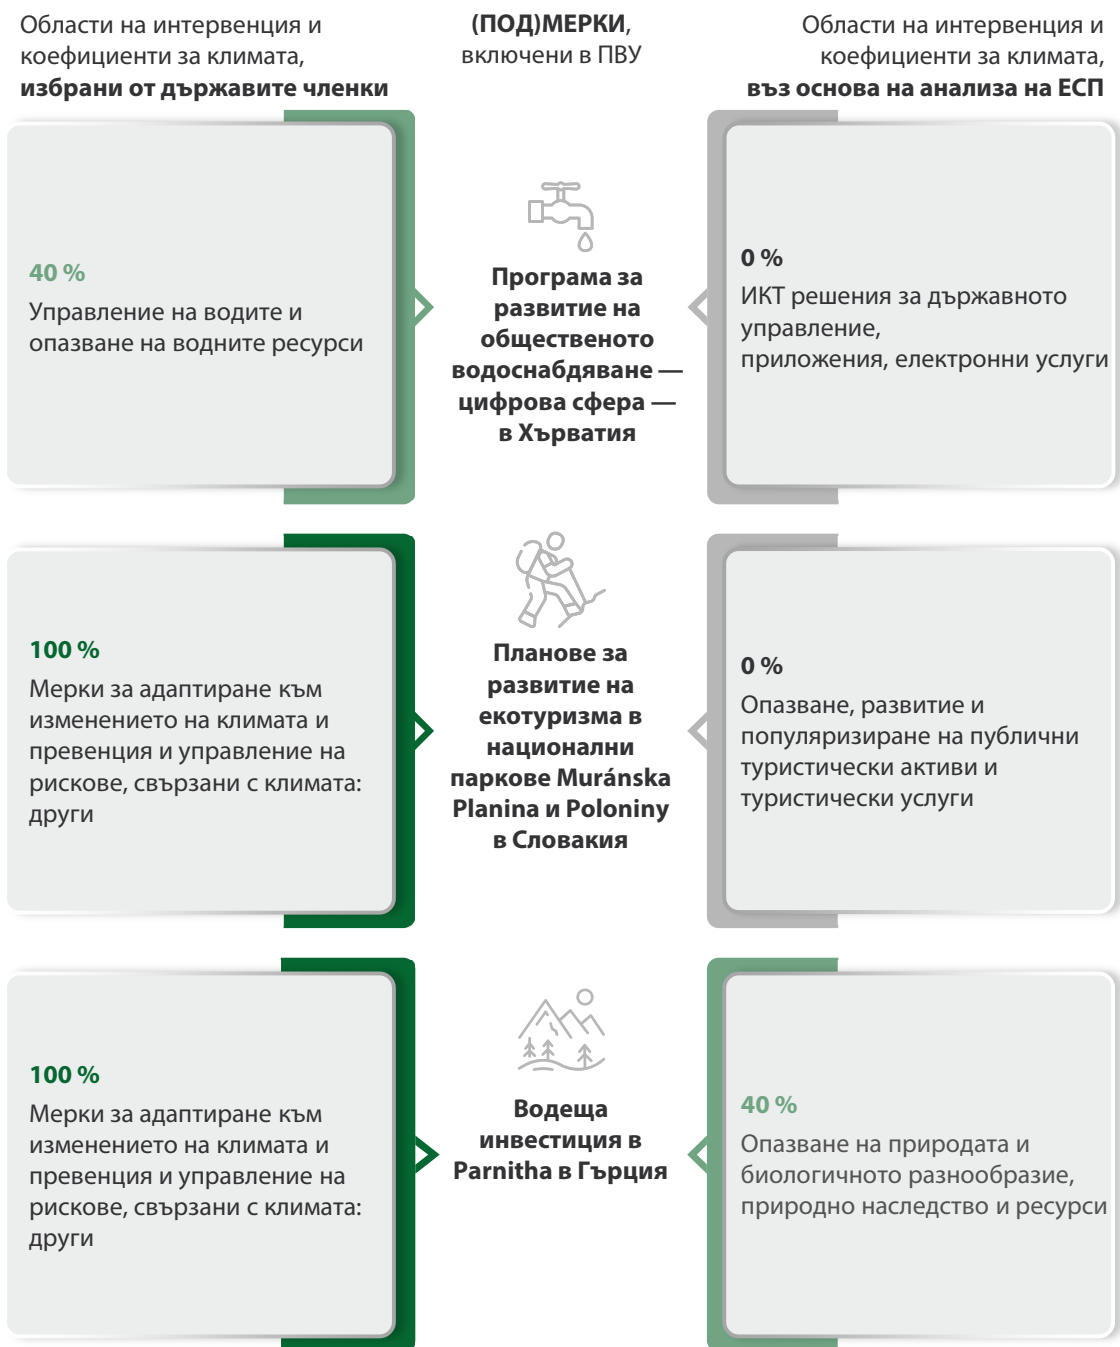 Области на интервенция и
коефициенти за климата,
избрани от държавите членки
(ПОД)МЕРКИ,
включени в ПВУ
Области на интервенция и
коефициенти за климата,
въз основа на анализа на ЕСП
40 %
Управление на водите и
опазване на водните ресурси
Програма за
развитие на
общественото
водоснабдяване —
цифрова сфера —
в Хърватия
0 %
ИКТ решения за държавното
управление,
приложения, електронни услуги
100 %
Мерки за адаптиране към
изменението на климата и
превенция и управление на
рискове, свързани с климата:
други
Планове за
развитие на
екотуризма в
национални
паркове Muránska
Planina и Poloniny
в Словакия
0 %
Опазване, развитие и
популяризиране на публични
туристически активи и
туристически услуги
100 %
Мерки за адаптиране към
изменението на климата и
превенция и управление на
рискове, свързани с климата:
други
Водеща
инвестиция в
Parnitha в Гърция
40 %
Опазване на природата и
биологичното разнообразие,
природно наследство и ресурси